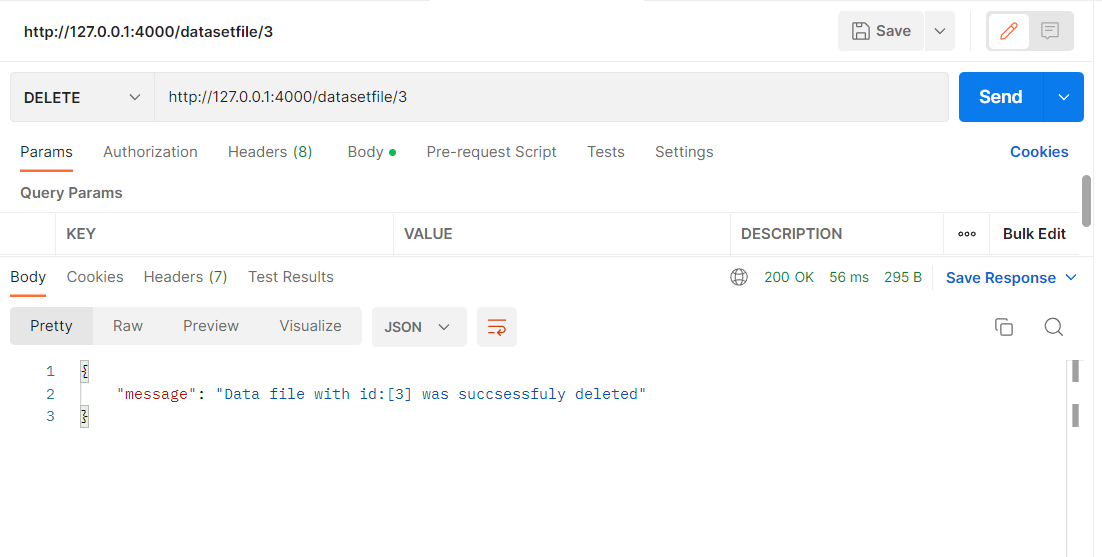 http://127.0.0.1:4000/datasetfile/3 Save
DELETE http://127.0.0.1:4000/datasetfile/3 Send
Params Authorization Headers (8) Body Pre-request Script Tests Settings Cookies
Query Params
KEY VALUE DESCRIPTION Bulk Edit
Body Cookies Headers (7) Test Results 200 OK 56 ms 295 B Save Response
Pretty Raw Preview Visualize JSON
1 {
2 "message": "Data file with id:[3] was succsessfuly deleted"
3 }